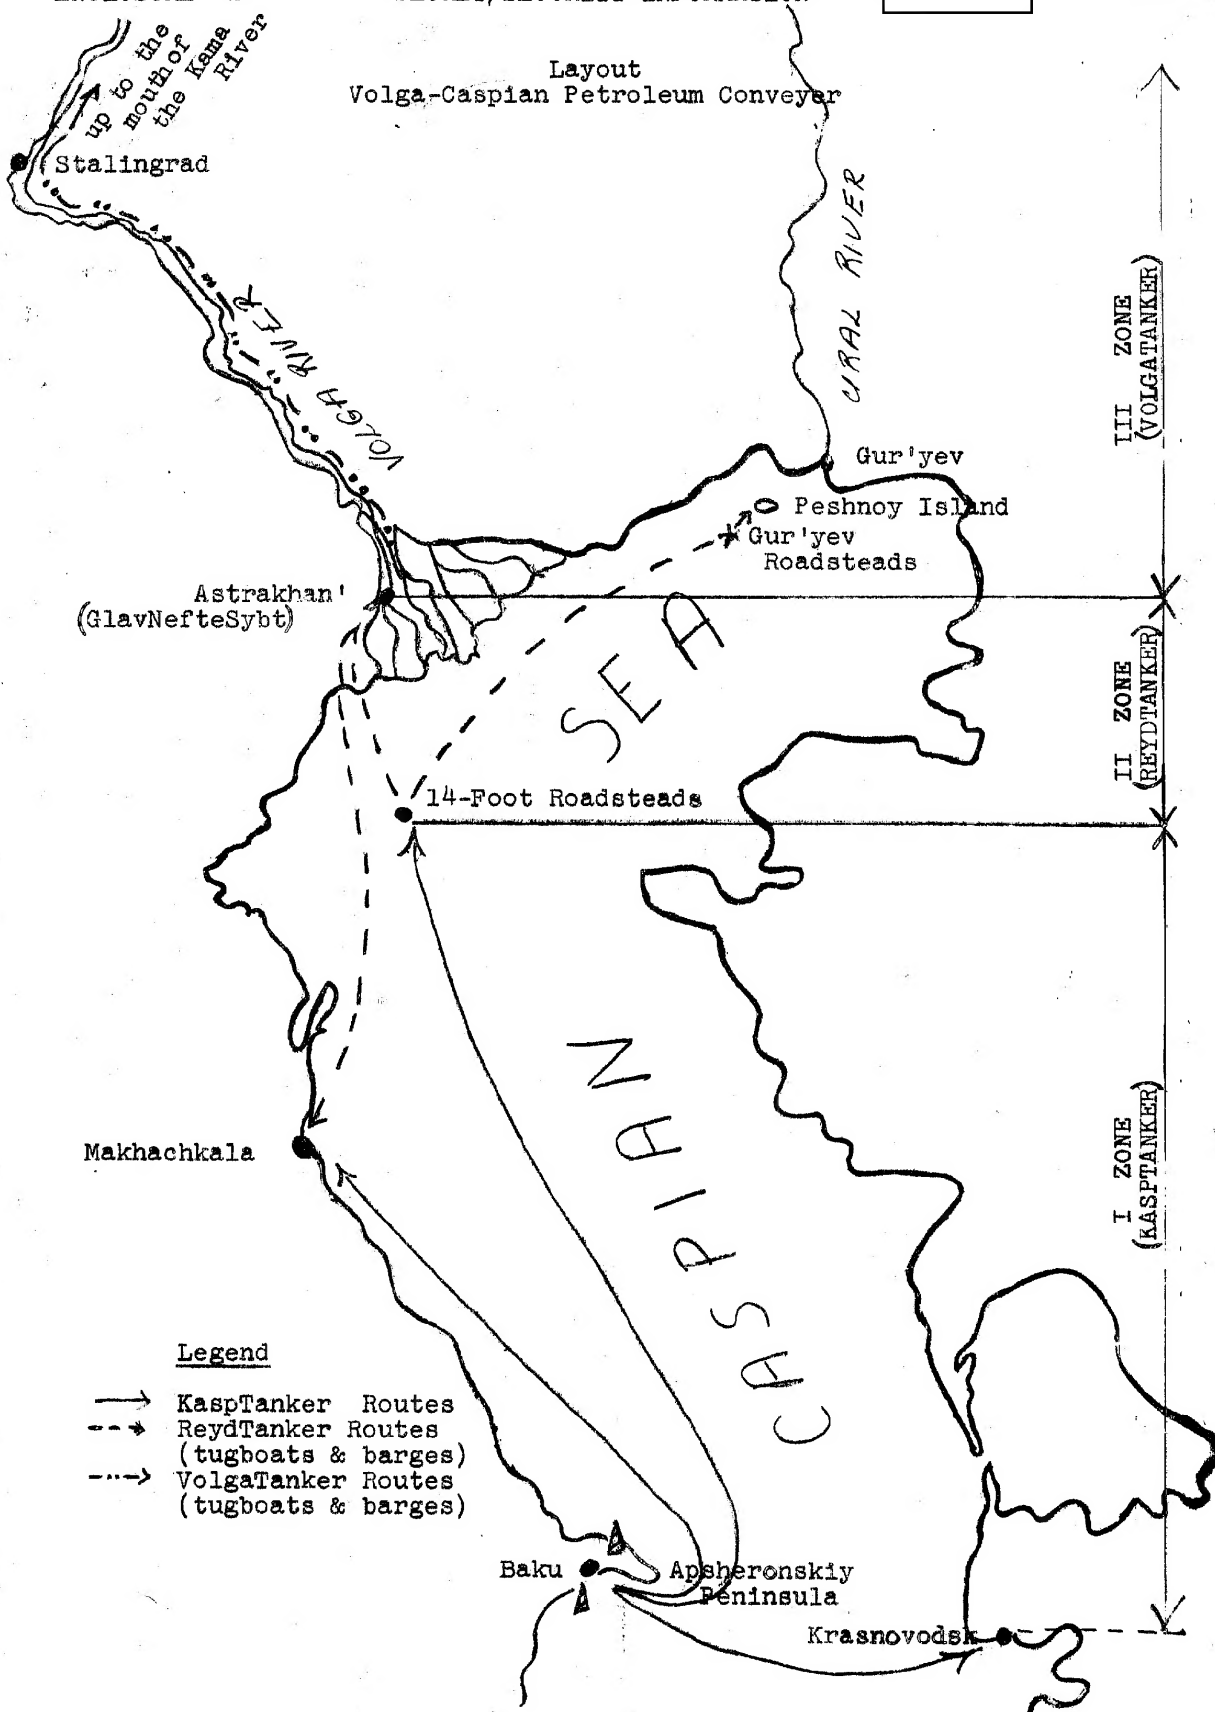 Layout
Volga-Caspian Petroleum Conveyer
up to the
mouth of
the Kama
River
Stalingrad
VOLGA RIVER
URAL RIVER
III ZONE
(VOLGATANKER)
Gur'yev
Peshnoy Island
Gur'yev
Roadsteads
Astrakhan'
(GlavNefteSybt)
SEA
II ZONE
(REYDTANKER)
14-Foot Roadsteads
CASPIAN
Makhachkala
I ZONE
(KASPTANKER)
Legend
KaspTanker Routes
ReydTanker Routes
(tugboats & barges)
VolgaTanker Routes
(tugboats & barges)
Baku
Apsheronskiy
Peninsula
Krasnovodsk